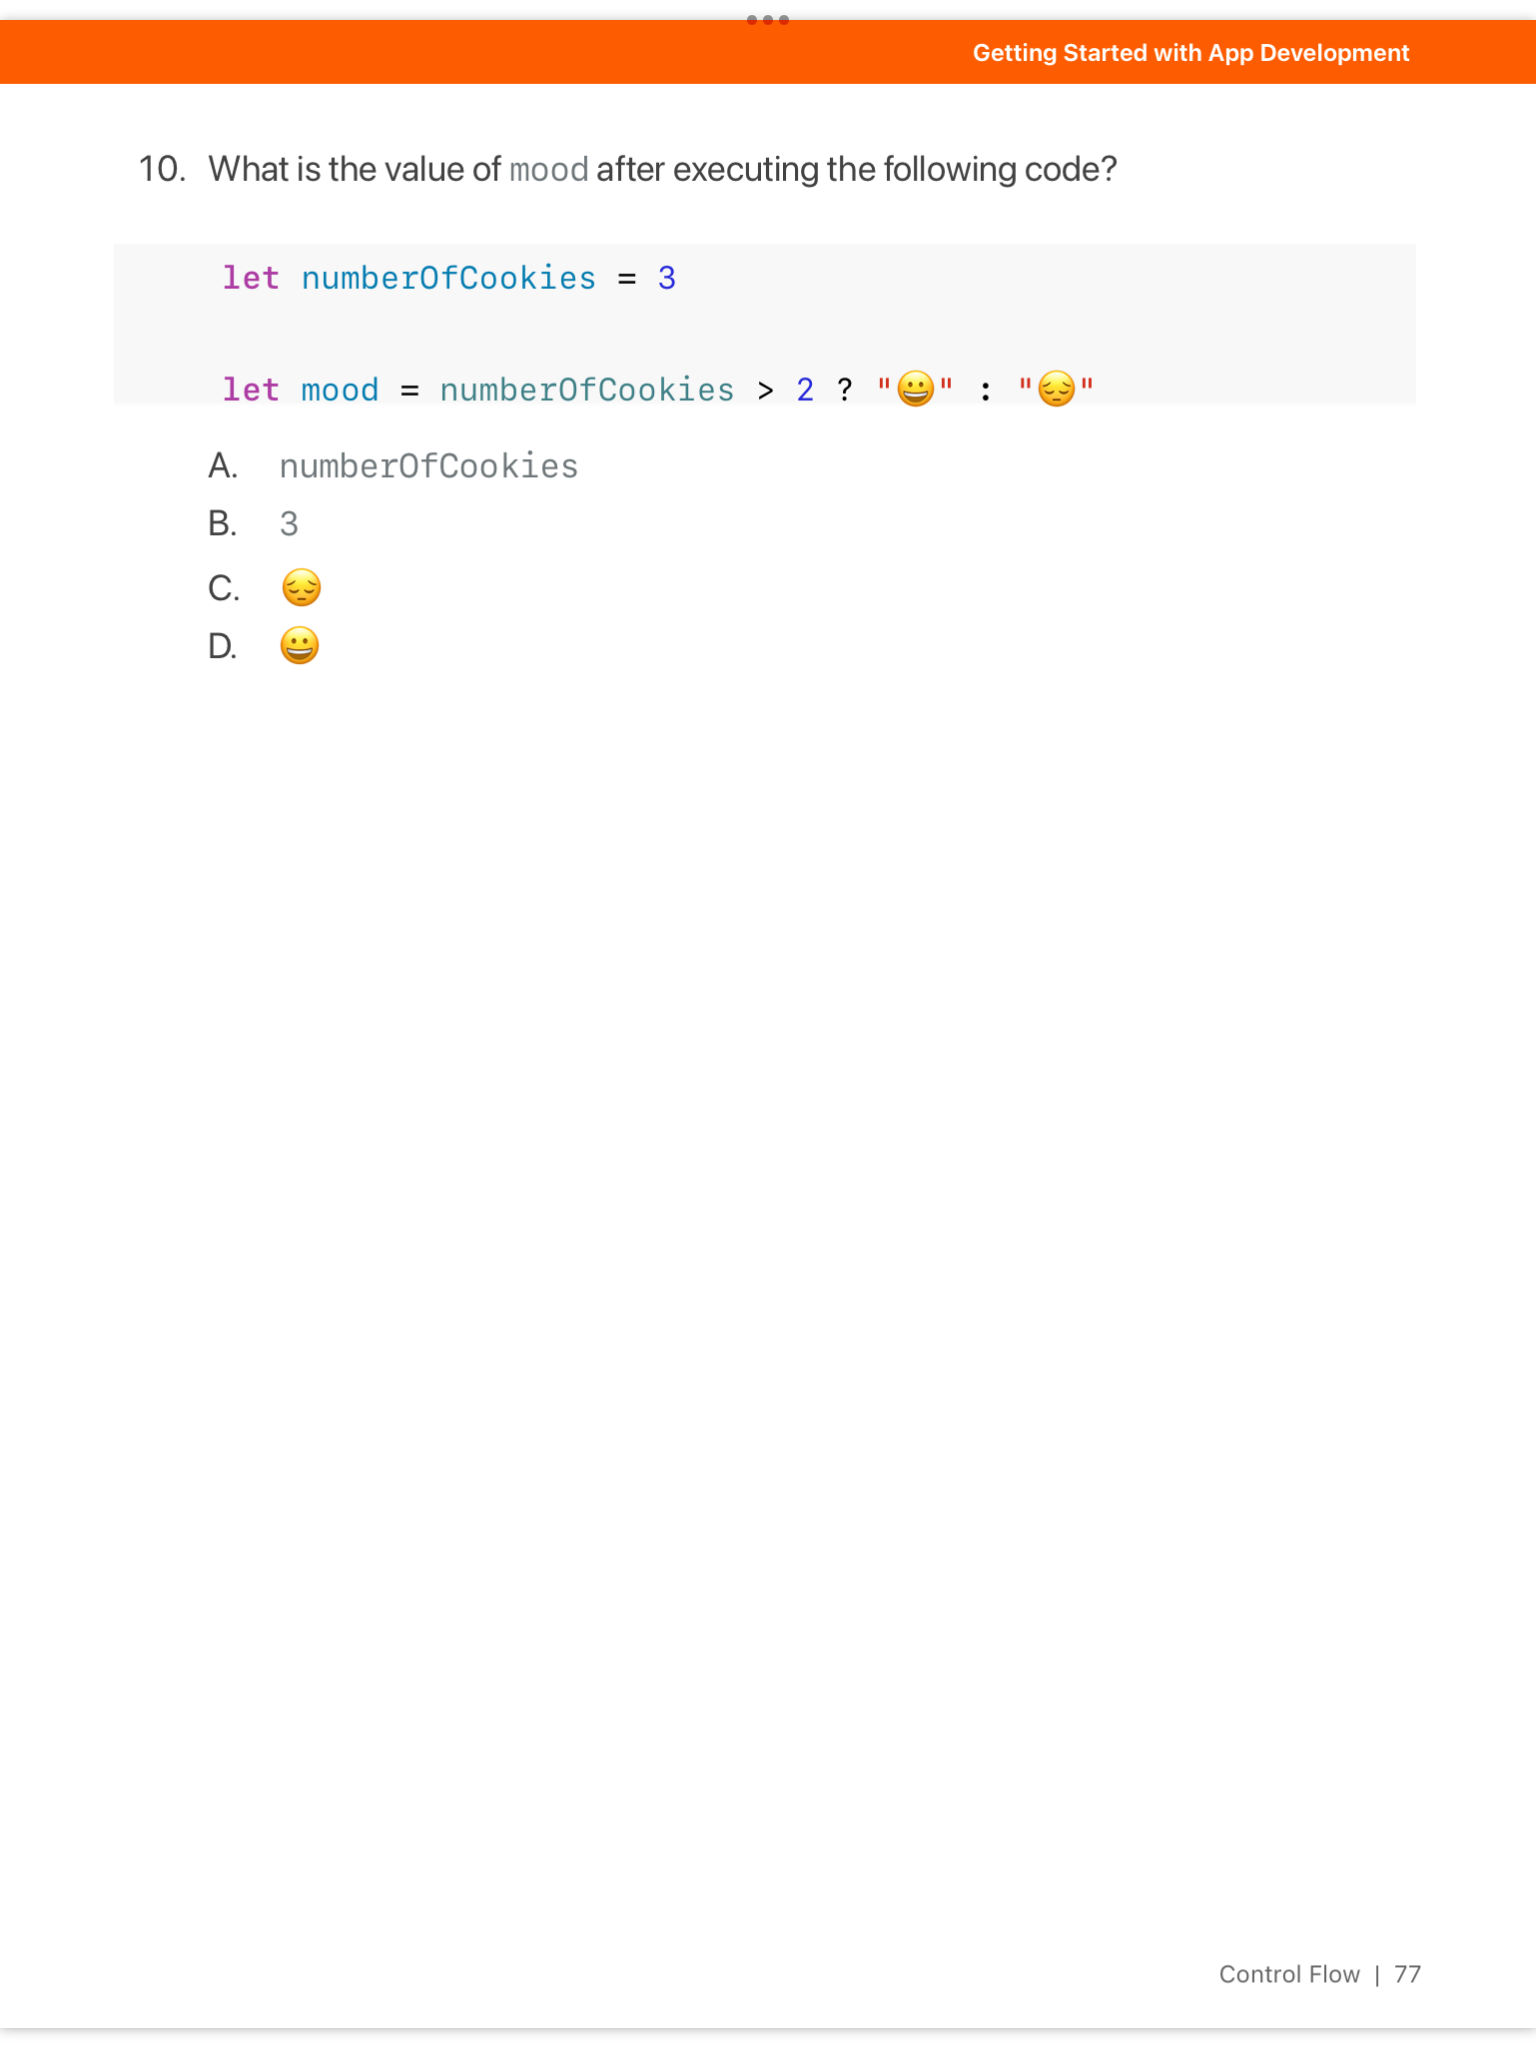 Getting Started with App Development
10. What is the value of mood after executing the following code?
let numberOfCookies = 3
let mood = numberOfCookies > 2 ? "😀" : "😔"
A. numberOfCookies
B. 3
C. 😔
D. 😀
Control Flow | 77